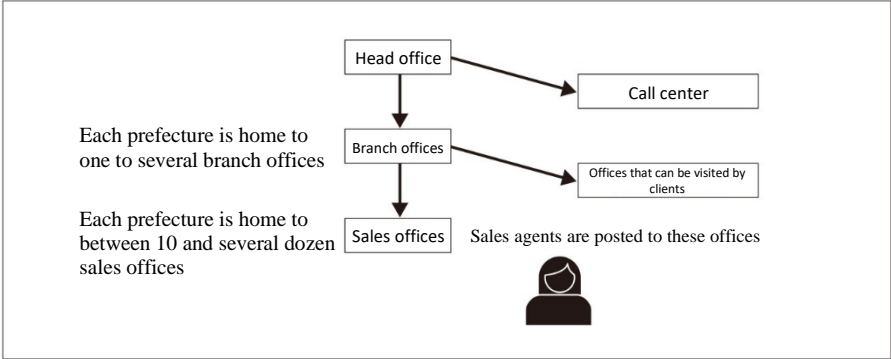 Head office
Call center
Each prefecture is home to
one to several branch offices
Branch offices
Offices that can be visited by
clients
Each prefecture is home to
between 10 and several dozen
sales offices
Sales offices
Sales agents are posted to these offices